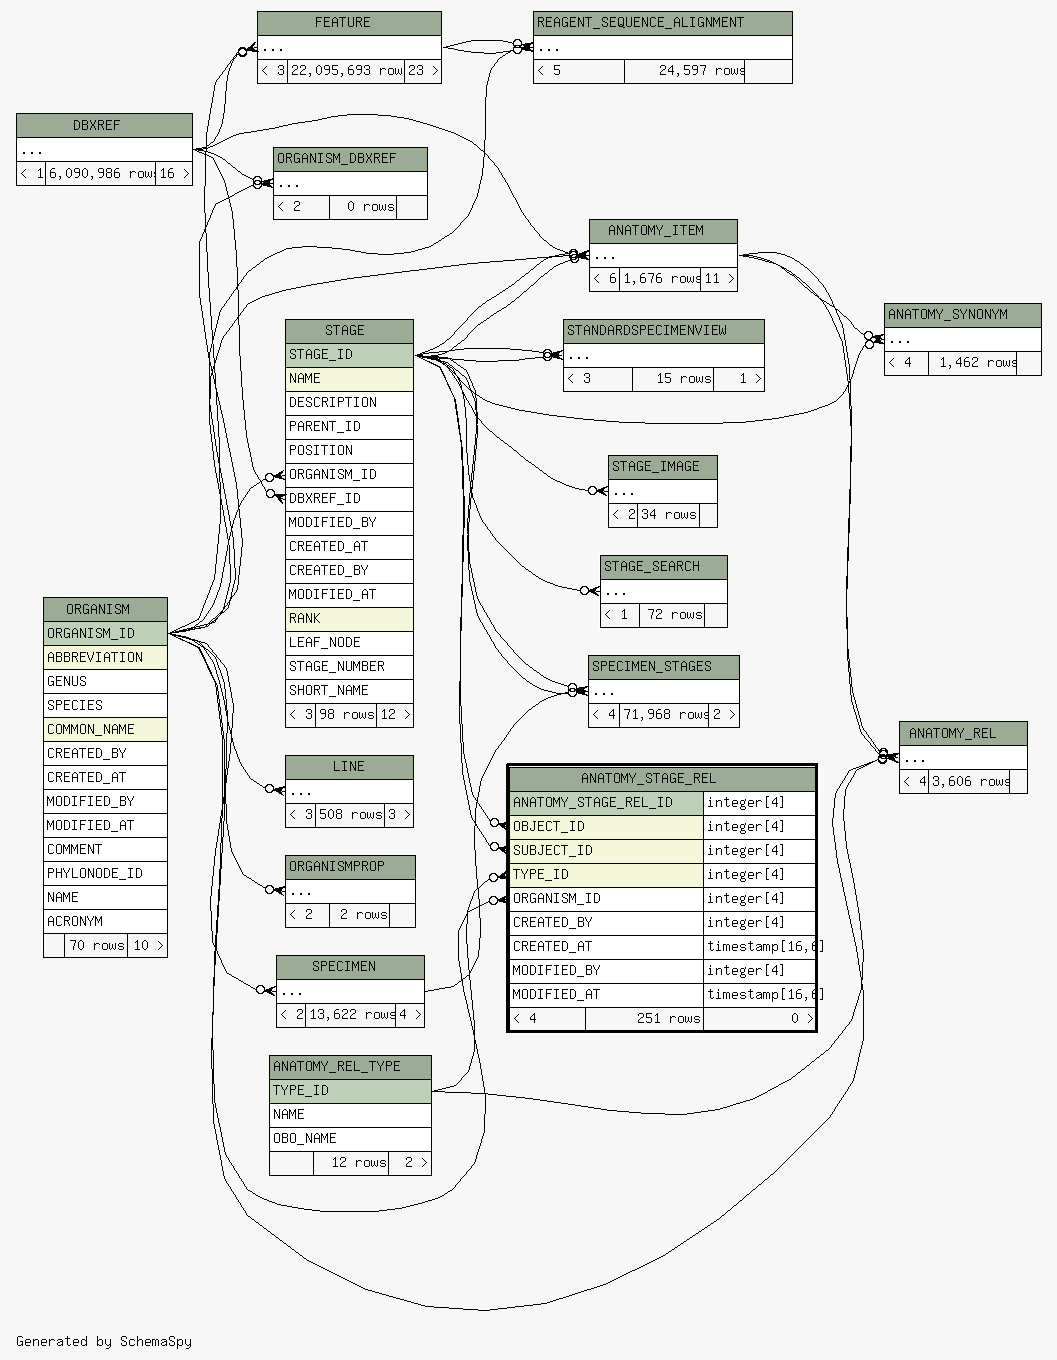 FEATURE
...
< 3 22,095,693 row 23 >
REAGENT_SEQUENCE_ALIGNMENT
...
< 5 24,597 rows
DBXREF
...
< 1 6,090,986 rows 16 >
ORGANISM_DBXREF
...
< 2 0 rows
ANATOMY_ITEM
...
< 6 1,676 rows 11 >
ANATOMY_SYNONYM
...
< 4 1,462 rows
STAGE
STAGE_ID
NAME
DESCRIPTION
PARENT_ID
POSITION
ORGANISM_ID
DBXREF_ID
MODIFIED_BY
CREATED_AT
CREATED_BY
MODIFIED_AT
RANK
LEAF_NODE
STAGE_NUMBER
SHORT_NAME
< 3 98 rows 12 >
STANDARDSPECIMENVIEW
...
< 3 15 rows 1 >
STAGE_IMAGE
...
< 2 34 rows
STAGE_SEARCH
...
< 1 72 rows
SPECIMEN_STAGES
...
< 4 71,968 rows 2 >
ORGANISM
ORGANISM_ID
ABBREVIATION
GENUS
SPECIES
COMMON_NAME
CREATED_BY
CREATED_AT
MODIFIED_BY
MODIFIED_AT
COMMENT
PHYLONODE_ID
NAME
ACRONYM
70 rows 10 >
LINE
...
< 3 508 rows 3 >
ORGANISMPROP
...
< 2 2 rows
SPECIMEN
...
< 2 13,622 rows 4 >
ANATOMY_REL_TYPE
TYPE_ID
NAME
OBO_NAME
12 rows 2 >
ANATOMY_STAGE_REL
ANATOMY_STAGE_REL_ID integer[4]
OBJECT_ID integer[4]
SUBJECT_ID integer[4]
TYPE_ID integer[4]
ORGANISM_ID integer[4]
CREATED_BY integer[4]
CREATED_AT timestamp[16,6]
MODIFIED_BY integer[4]
MODIFIED_AT timestamp[16,6]
< 4 251 rows 0 >
ANATOMY_REL
...
< 4 3,606 rows
Generated by SchemaSpy